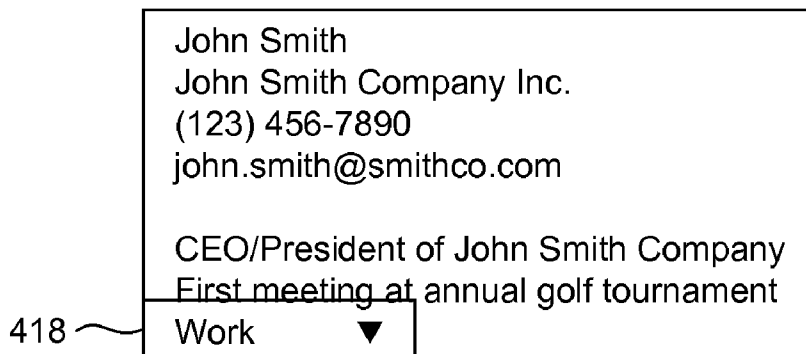 John Smith
John Smith Company Inc.
(123) 456-7890
john.smith@smithco.com
CEO/President of John Smith Company
First meeting at annual golf tournament
418 Work ▼